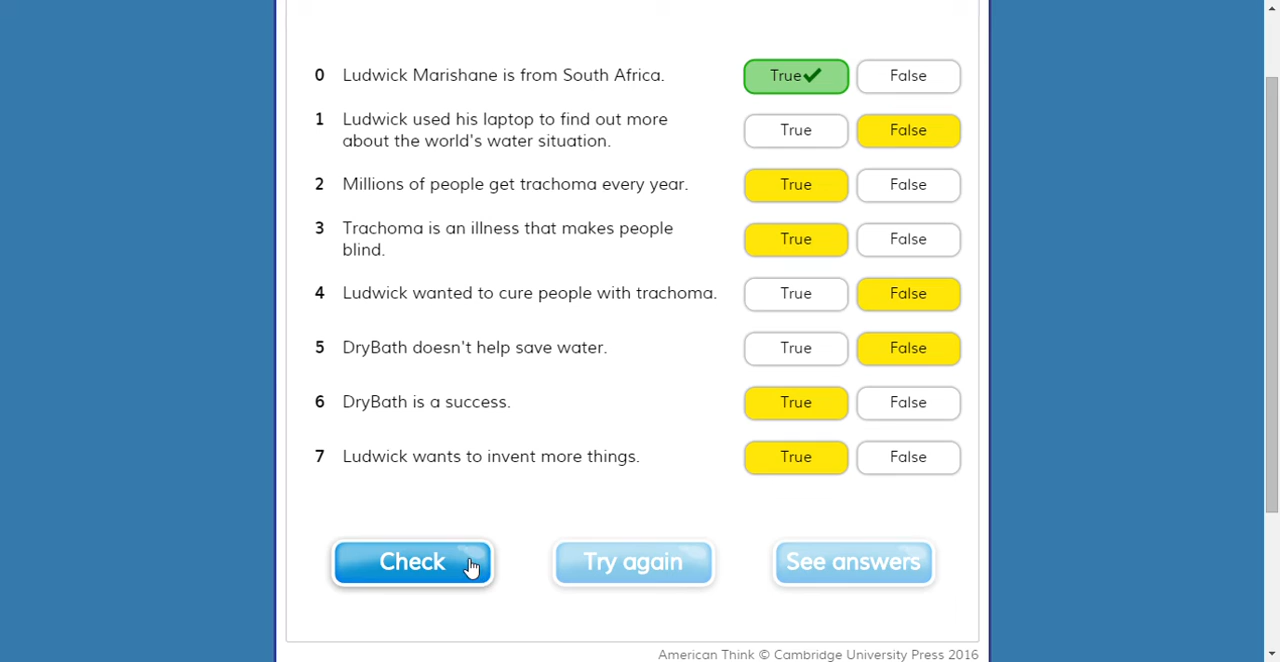 0 Ludwick Marishane is from South Africa. True✔ False
1 Ludwick used his laptop to find out more
about the world's water situation. True False
2 Millions of people get trachoma every year. True False
3 Trachoma is an illness that makes people
blind. True False
4 Ludwick wanted to cure people with trachoma. True False
5 DryBath doesn't help save water. True False
6 DryBath is a success. True False
7 Ludwick wants to invent more things. True False
Check Try again See answers
American Think © Cambridge University Press 2016